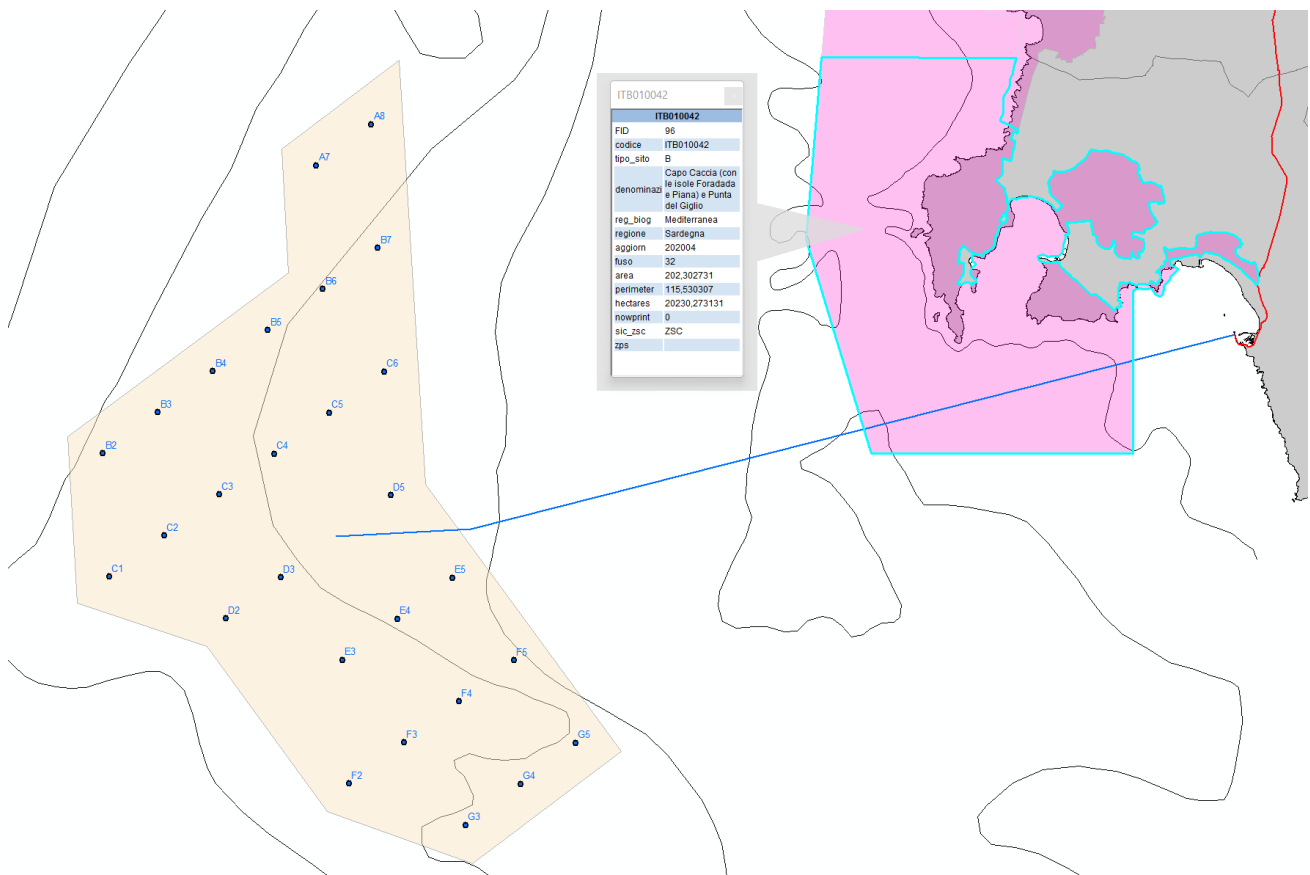 A8
A7
B7
B6
B5
B4
C6
B3
C5
B2
C4
C3
D5
C2
C1
D3
E5
D2
E4
E3
F5
F4
F3
G5
F2
G4
G3
ITB010042
ITB010042
FID 96
codice ITB010042
tipo_sito B
denominazi Capo Caccia (con
le isole Foradada
e Piana) e Punta
del Giglio
reg_biog Mediterranea
regione Sardegna
aggiorn 202004
fuso 32
area 202,302731
perimeter 115,530307
hectares 20230,273131
nowprint 0
sic_zsc ZSC
zps